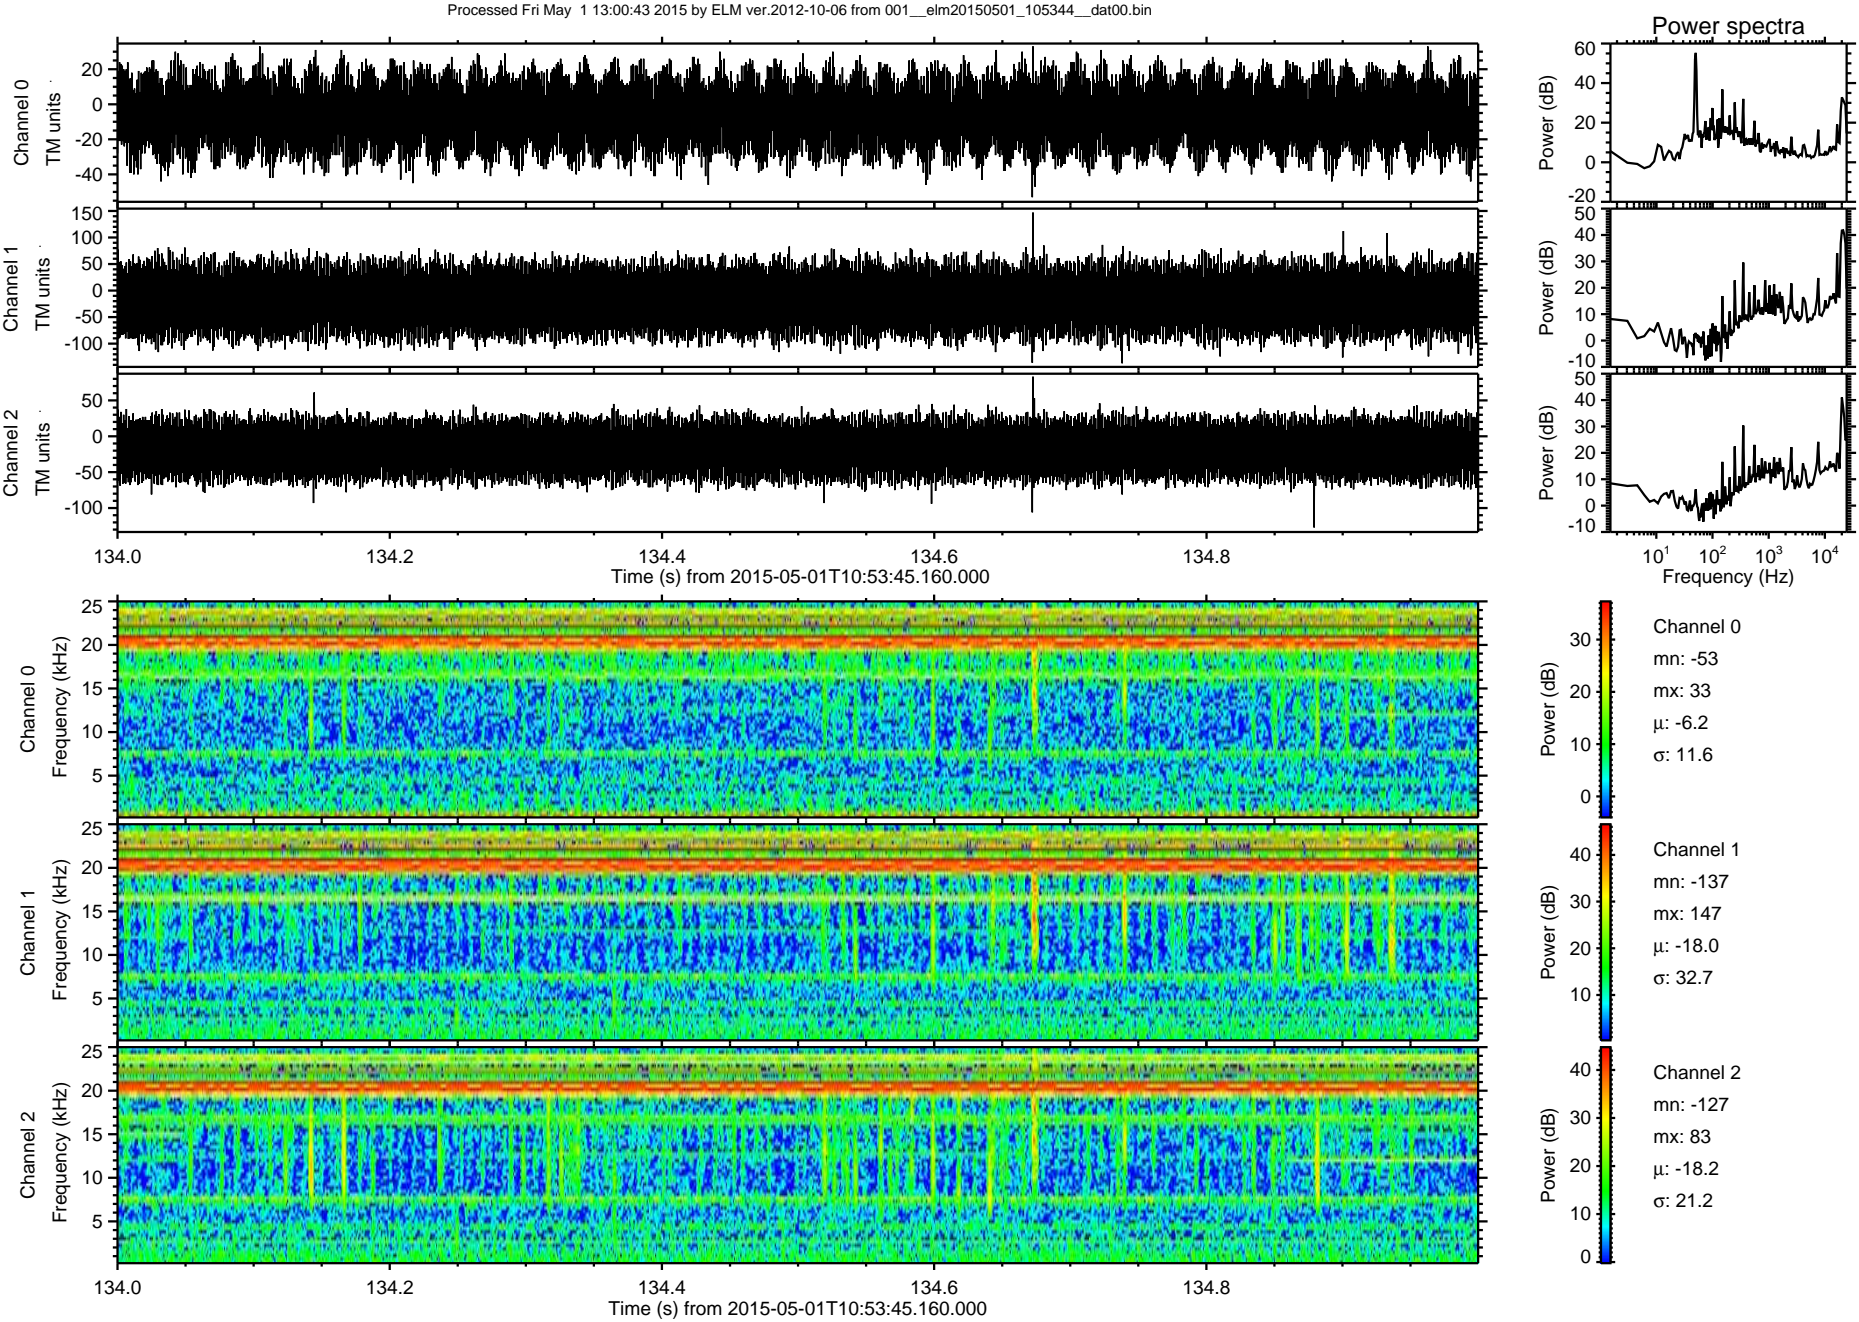 Processed Fri May 1 13:00:43 2015 by ELM ver.2012-10-06 from 001__elm20150501_105344__dat00.bin
Power spectra
Channel 0
TM units
20
0
-20
-40
Power (dB)
60
40
20
0
-20
Channel 1
TM units
150
100
50
0
-50
-100
Power (dB)
50
40
30
20
10
0
-10
Channel 2
TM units
50
0
-50
-100
Power (dB)
50
40
30
20
10
0
-10
134.0 134.2 134.4 134.6 134.8
Time (s) from 2015-05-01T10:53:45.160.000
10^1 10^2 10^3 10^4
Frequency (Hz)
Channel 0
Frequency (kHz)
25
20
15
10
5
Power (dB)
30
20
10
0
Channel 0
mn: -53
mx: 33
μ: -6.2
σ: 11.6
Channel 1
Frequency (kHz)
25
20
15
10
5
Power (dB)
40
30
20
10
Channel 1
mn: -137
mx: 147
μ: -18.0
σ: 32.7
Channel 2
Frequency (kHz)
25
20
15
10
5
Power (dB)
40
30
20
10
0
Channel 2
mn: -127
mx: 83
μ: -18.2
σ: 21.2
134.0 134.2 134.4 134.6 134.8
Time (s) from 2015-05-01T10:53:45.160.000